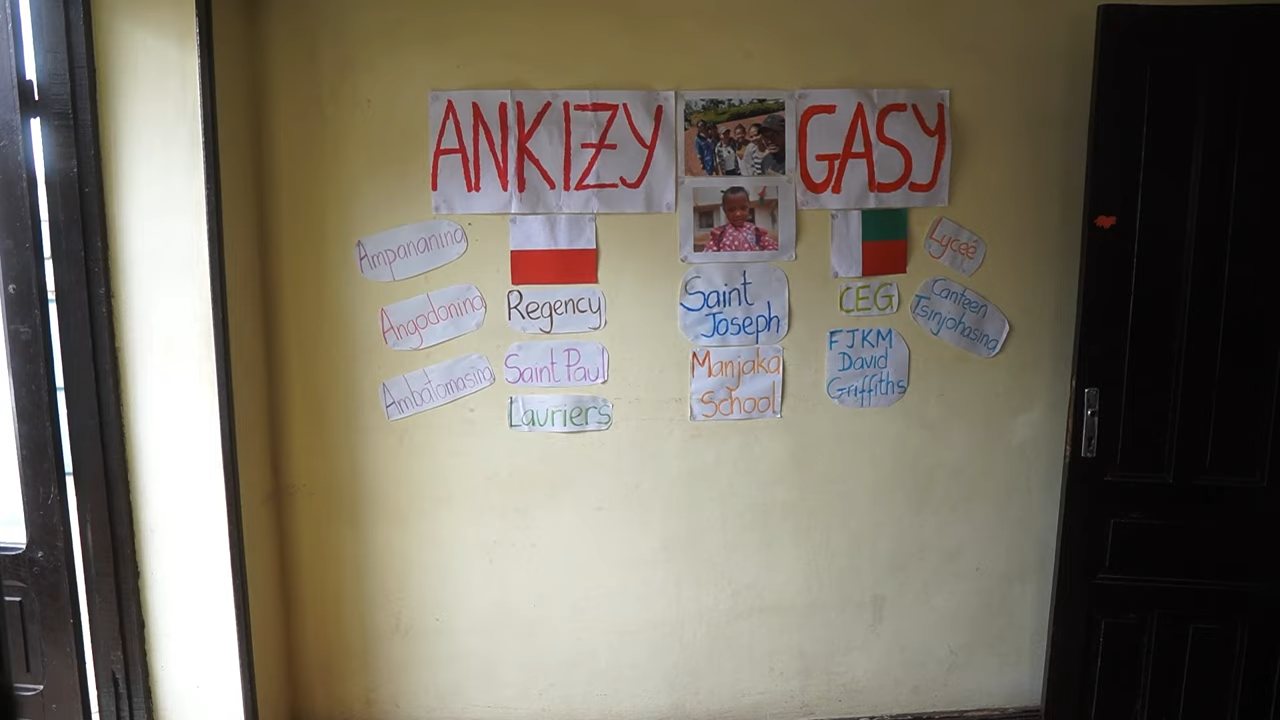 ANKIZY GASY
Ampananina
Angodonina
Ambatomasina
Regency
Saint Paul
Lauriers
Saint
Joseph
Manjaka
School
CEG
FJKM
David
Griffiths
Lyceé
Canteen
Tsinjohasina